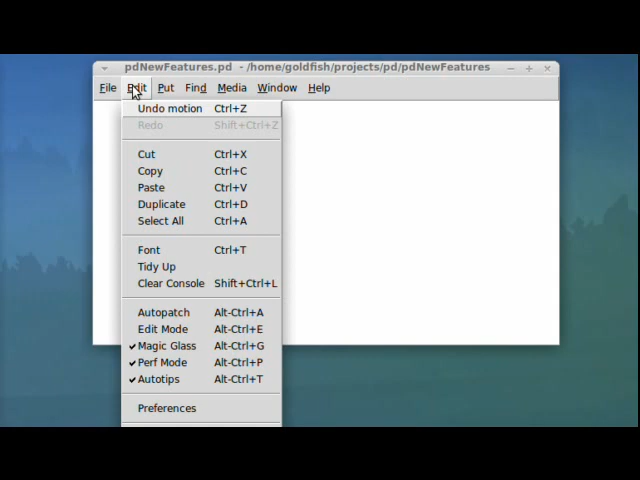 pdNewFeatures.pd - /home/goldfish/projects/pd/pdNewFeatures
File Edit Put Find Media Window Help
Undo motion Ctrl+Z
Redo Shift+Ctrl+Z
Cut Ctrl+X
Copy Ctrl+C
Paste Ctrl+V
Duplicate Ctrl+D
Select All Ctrl+A
Font Ctrl+T
Tidy Up
Clear Console Shift+Ctrl+L
Autopatch Alt-Ctrl+A
Edit Mode Alt-Ctrl+E
Magic Glass Alt-Ctrl+G
Perf Mode Alt-Ctrl+P
Autotips Alt-Ctrl+T
Preferences